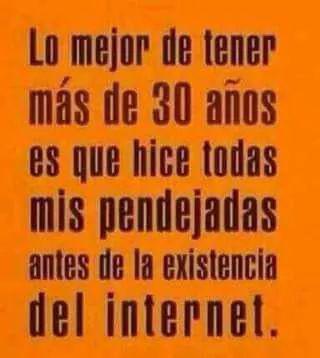 Lo mejor de tener
más de 30 años
es que hice todas
mis pendejadas
antes de la existencia
del internet.